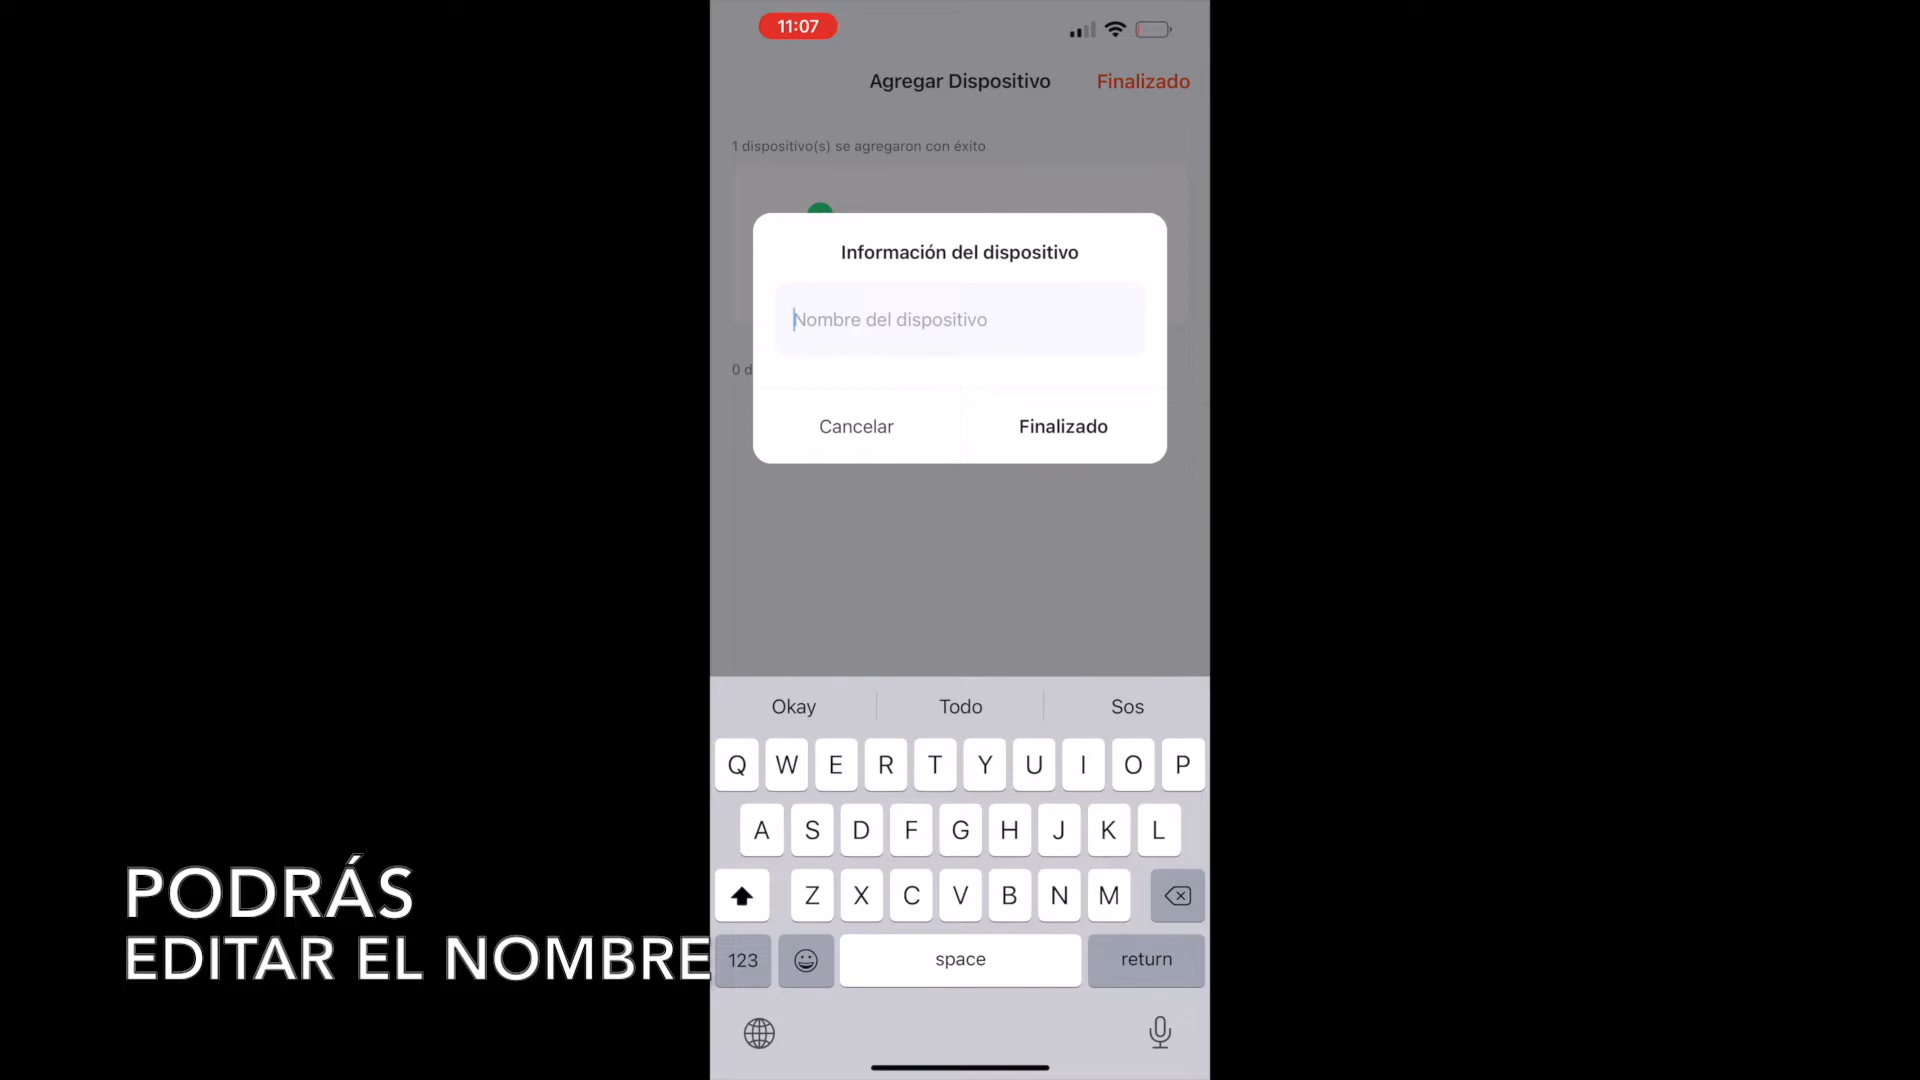 11:07
Agregar Dispositivo
Finalizado
1 dispositivo(s) se agregaron con éxito
Información del dispositivo
Nombre del dispositivo
0 d
Cancelar
Finalizado
Okay
Todo
Sos
Q W E R T Y U I O P
A S D F G H J K L
Z X C V B N M
123
space
return
PODRÁS
EDITAR EL NOMBRE